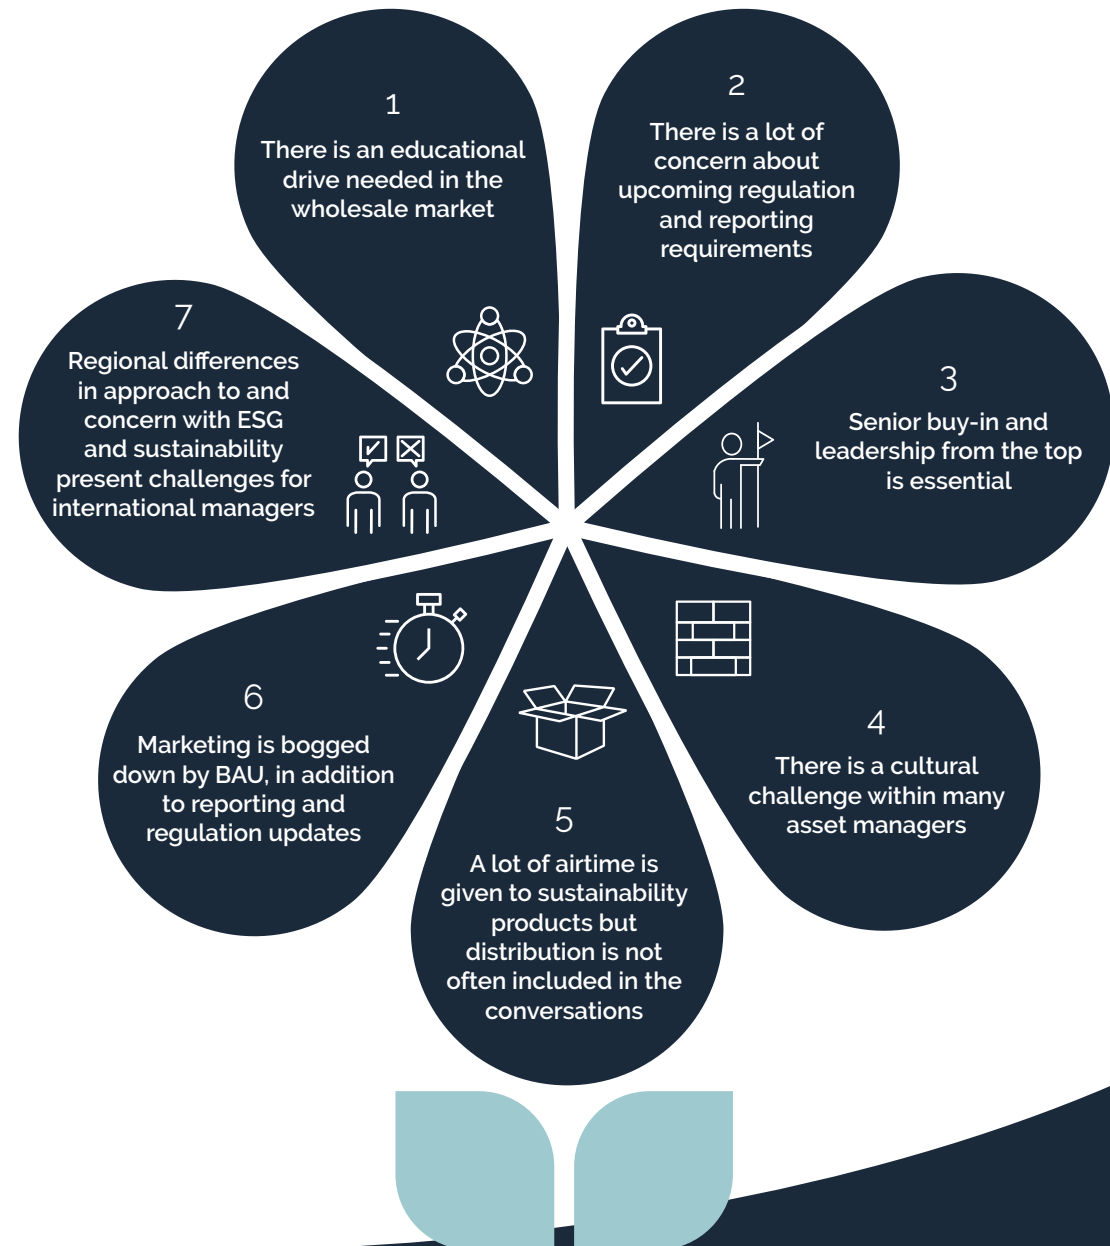 1
There is an educational
drive needed in the
wholesale market
2
There is a lot of
concern about
upcoming regulation
and reporting
requirements
3
Senior buy-in and
leadership from the top
is essential
4
There is a cultural
challenge within many
asset managers
5
A lot of airtime is
given to sustainability
products but
distribution is not
often included in the
conversations
6
Marketing is bogged
down by BAU, in addition
to reporting and
regulation updates
7
Regional differences
in approach to and
concern with ESG
and sustainability
present challenges for
international managers